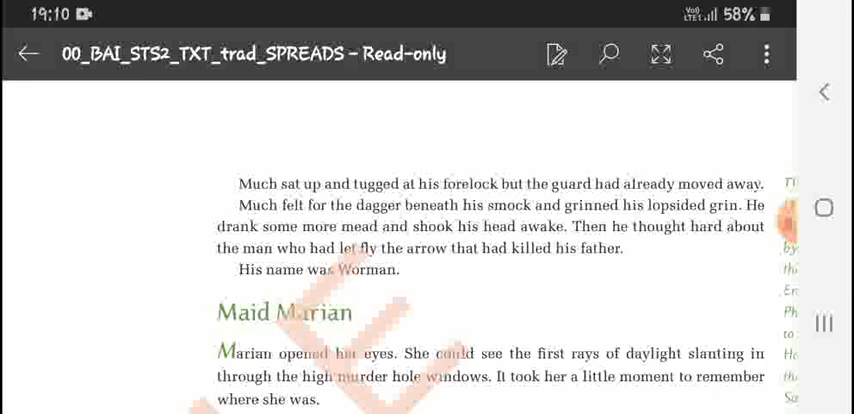 19:10
Vo)) LTE1 58%
00_BAI_STS2_TXT_trad_SPREADS – Read-only
Much sat up and tugged at his forelock but the guard had already moved away.
Much felt for the dagger beneath his smock and grinned his lopsided grin. He
drank some more mead and shook his head awake. Then he thought hard about
the man who had let fly the arrow that had killed his father.
His name was Worman.
Maid Marian
Marian opened her eyes. She could see the first rays of daylight slanting in
through the high murder hole windows. It took her a little moment to remember
where she was.
by
to